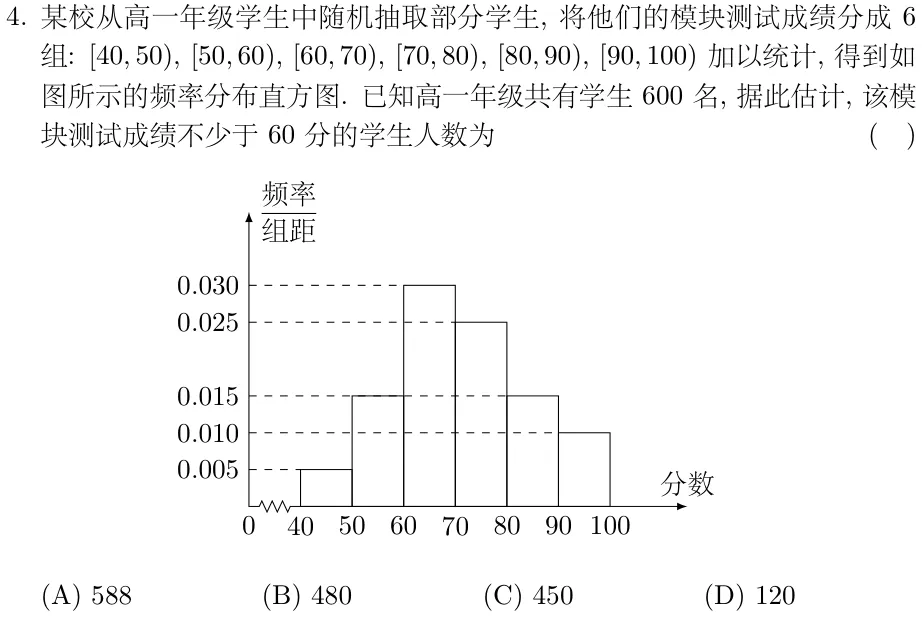 4. 某校从高一年级学生中随机抽取部分学生, 将他们的模块测试成绩分成 6
组: [40, 50), [50, 60), [60, 70), [70, 80), [80, 90), [90, 100) 加以统计, 得到如
图所示的频率分布直方图. 已知高一年级共有学生 600 名, 据此估计, 该模
块测试成绩不少于 60 分的学生人数为 ( )
频率
组距
0.030
0.025
0.015
0.010
0.005
分数
0 40 50 60 70 80 90 100
(A) 588 (B) 480 (C) 450 (D) 120